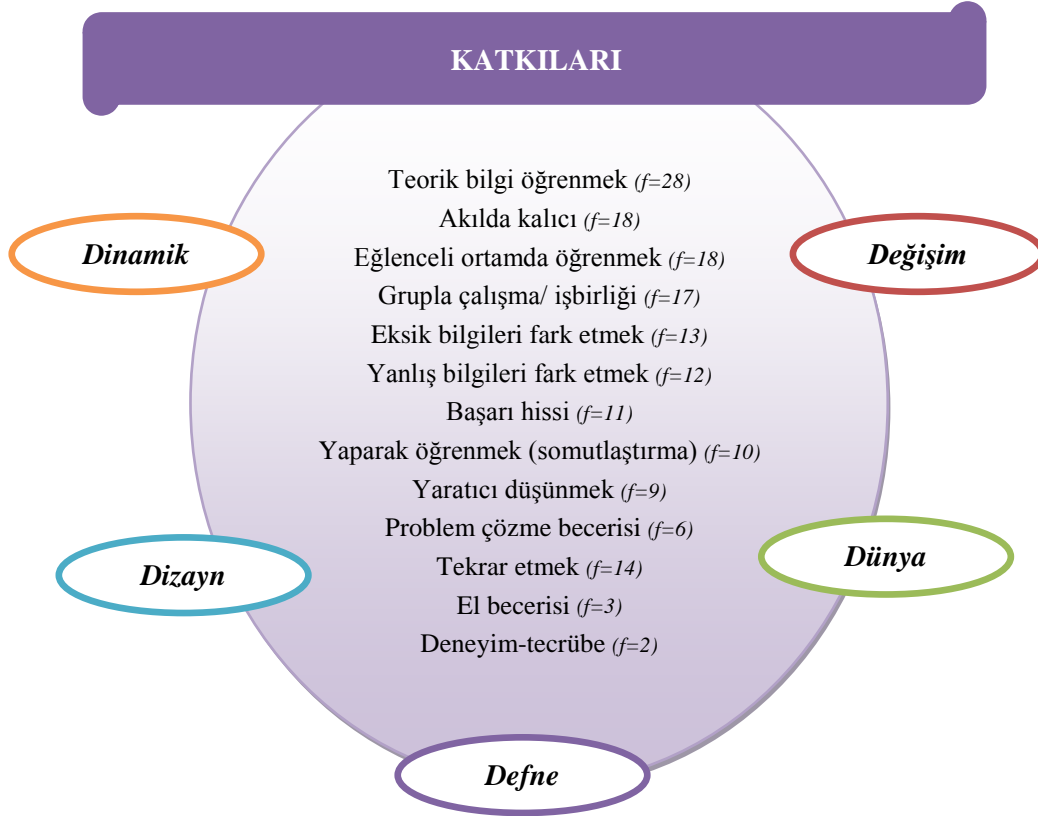 KATKILARI
Teorik bilgi öğrenmek (f=28)
Akılda kalıcı (f=18)
Dinamik
Değişim
Eğlenceli ortamda öğrenmek (f=18)
Grupla çalışma/ işbirliği (f=17)
Eksik bilgileri fark etmek (f=13)
Yanlış bilgileri fark etmek (f=12)
Başarı hissi (f=11)
Yaparak öğrenmek (somutlaştırma) (f=10)
Yaratıcı düşünmek (f=9)
Problem çözme becerisi (f=6)
Dizayn
Dünya
Tekrar etmek (f=14)
El becerisi (f=3)
Deneyim-tecrübe (f=2)
Defne